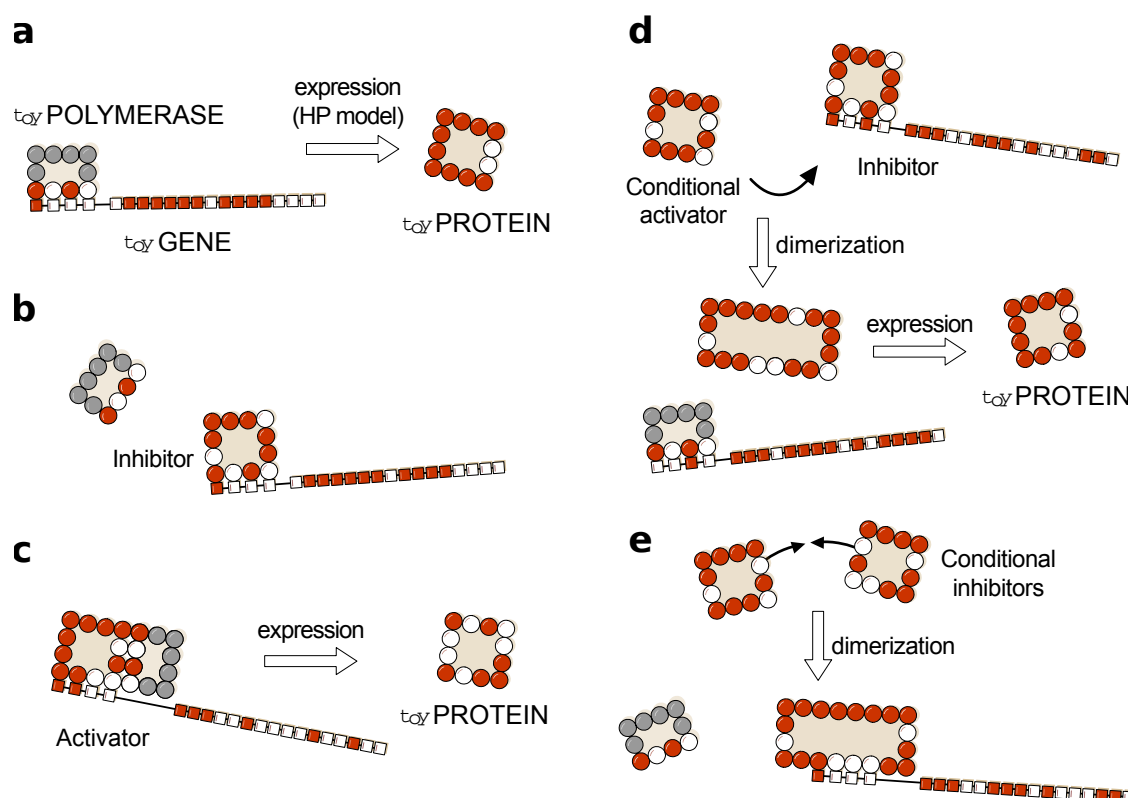 a
toy POLYMERASE
expression
(HP model)
toy GENE
toy PROTEIN
b
Inhibitor
c
Activator
expression
toy PROTEIN
d
Conditional
activator
Inhibitor
dimerization
expression
toy PROTEIN
e
Conditional
inhibitors
dimerization